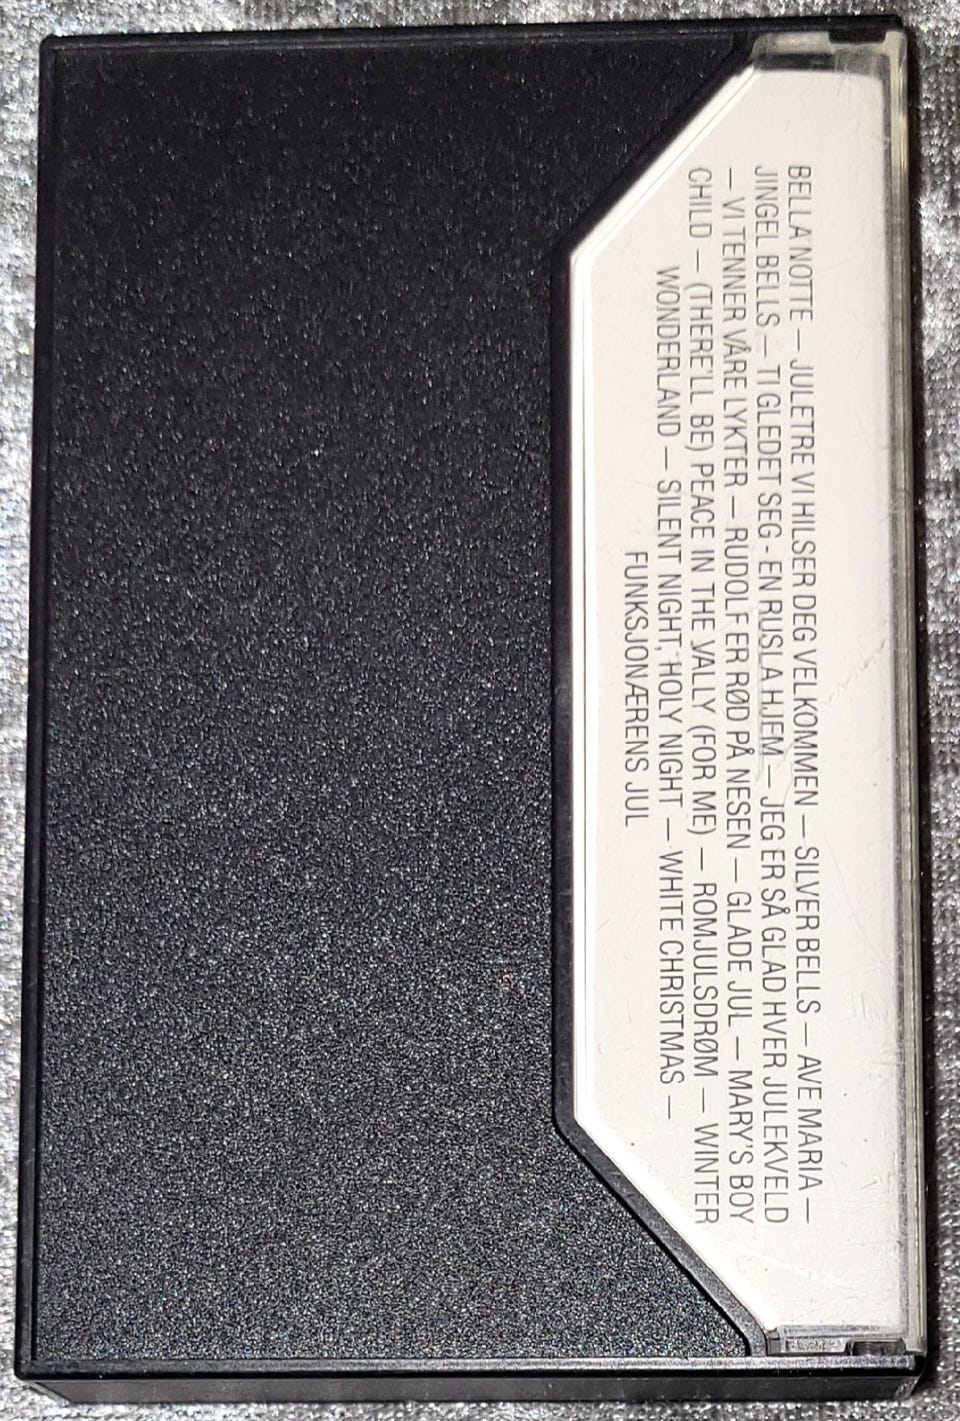 BELLA NOTTE — JULETRE VI HILSER DEG VELKOMMEN — SILVER BELLS — AVE MARIA —
JINGEL BELLS — TI GLEDET SEG - EN RUSLA HJEM — JEG ER SÅ GLAD HVER JULEKVELD
— VI TENNER VÅRE LYKTER — RUDOLF ER RØD PÅ NESEN — GLADE JUL — MARY'S BOY
CHILD — (THERE'LL BE) PEACE IN THE VALLY (FOR ME) — ROMJULSDRØM — WINTER
WONDERLAND — SILENT NIGHT, HOLY NIGHT — WHITE CHRISTMAS —
FUNKSJONÆRENS JUL